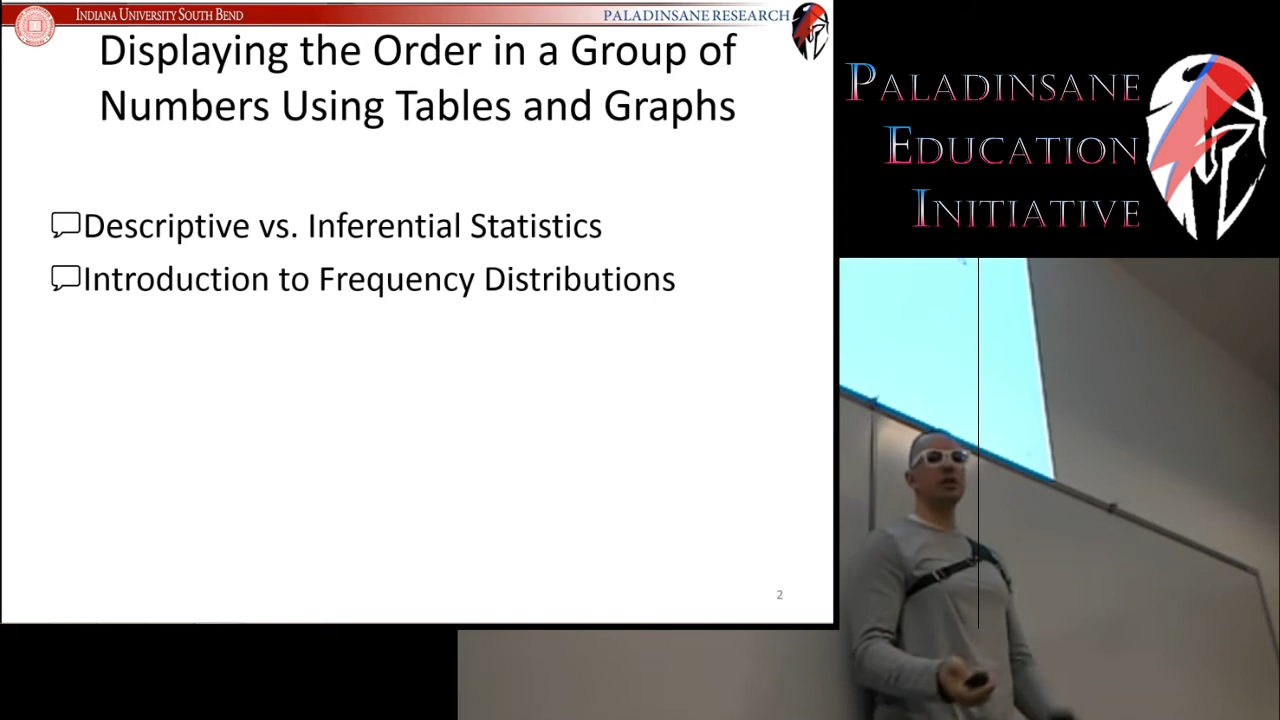 INDIANA UNIVERSITY SOUTH BEND
PALADINSANE RESEARCH
Displaying the Order in a Group of
Numbers Using Tables and Graphs
Descriptive vs. Inferential Statistics
Introduction to Frequency Distributions
2
PALADINSANE
EDUCATION
INITIATIVE